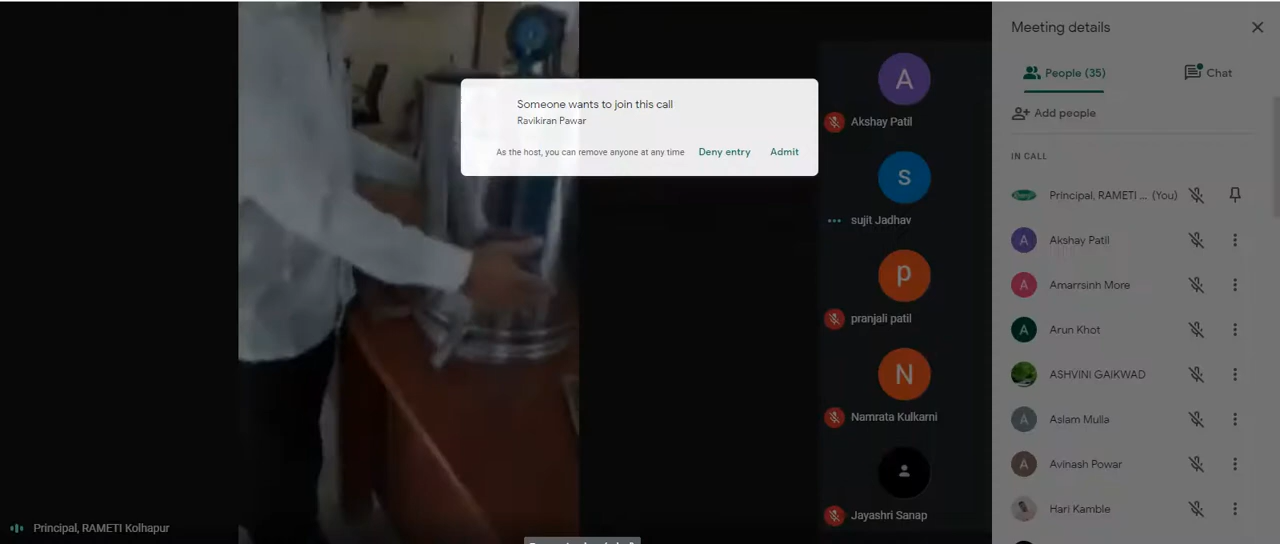 Someone wants to join this call
Ravikiran Pawar
As the host, you can remove anyone at any time
Deny entry
Admit
A
Akshay Patil
s
sujit Jadhav
p
pranjali patil
N
Namrata Kulkarni
Jayashri Sanap
Principal, RAMETI Kolhapur
Meeting details
People (35)
Chat
Add people
IN CALL
Principal, RAMETI ... (You)
A Akshay Patil
A Amarrsinh More
A Arun Khot
ASHVINI GAIKWAD
A Aslam Mulla
A Avinash Powar
Hari Kamble